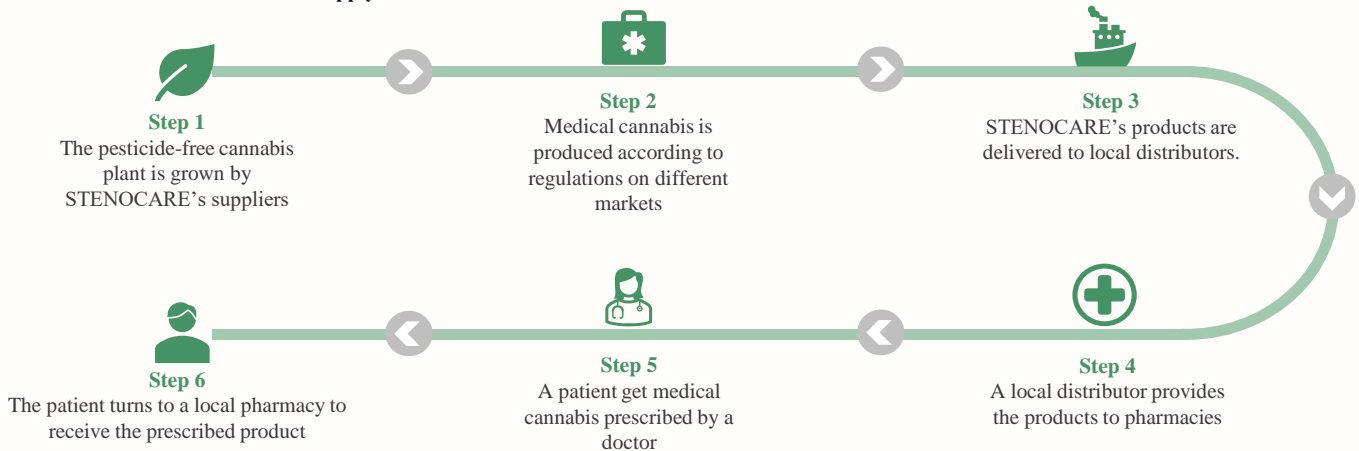 Step 1
The pesticide-free cannabis
plant is grown by
STENOCARE's suppliers
Step 2
Medical cannabis is
produced according to
regulations on different
markets
Step 3
STENOCARE's products are
delivered to local distributors.
Step 4
A local distributor provides
the products to pharmacies
Step 5
A patient get medical
cannabis prescribed by a
doctor
Step 6
The patient turns to a local pharmacy to
receive the prescribed product